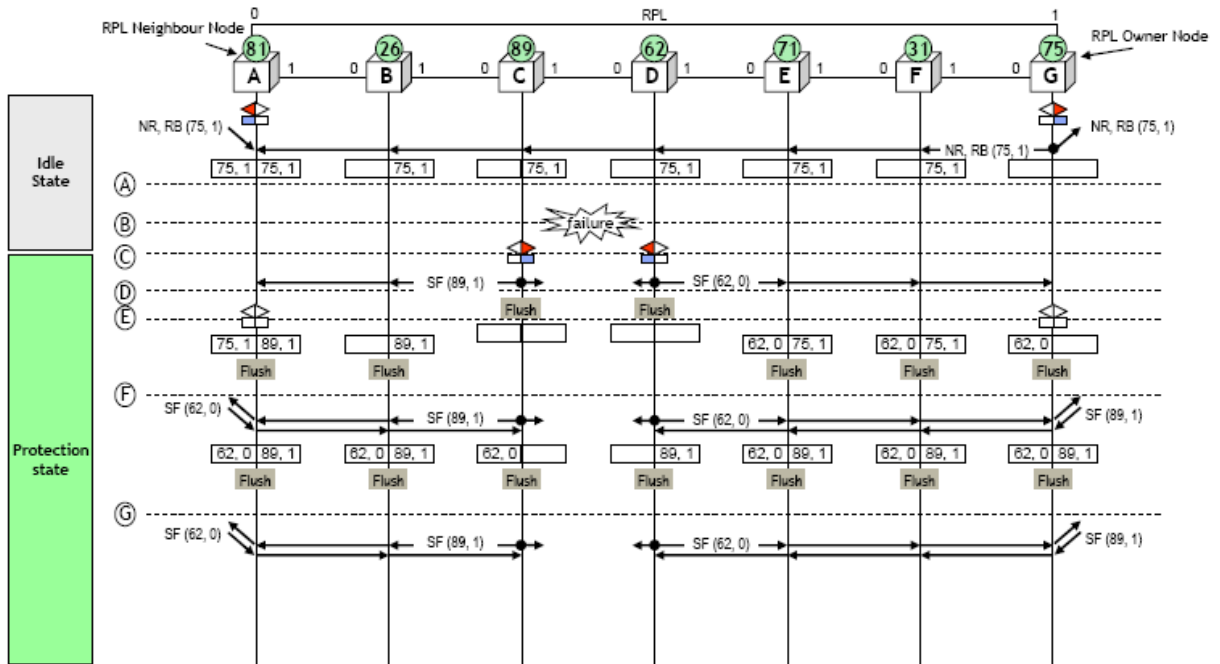 0 RPL 1
RPL Neighbour Node
RPL Owner Node
81 26 89 62 71 31 75
A 1 0 B 1 0 C 1 0 D 1 0 E 1 0 F 1 0 G
NR, RB (75, 1)
NR, RB (75, 1)
NR, RB (75, 1)
Idle
State
75, 1 75, 1 75, 1 75, 1 75, 1 75, 1 75, 1
A
B
failure
C
SF (89, 1) SF (62, 0)
D
Flush Flush
E
75, 1 89, 1 89, 1 62, 0 75, 1 62, 0 75, 1 62, 0
Flush Flush Flush Flush Flush
F
SF (62, 0) SF (89, 1) SF (62, 0) SF (89, 1)
Protection
state
62, 0 89, 1 62, 0 89, 1 62, 0 89, 1 62, 0 89, 1 62, 0 89, 1 62, 0 89, 1
Flush Flush Flush Flush Flush Flush Flush
G
SF (62, 0) SF (89, 1) SF (62, 0) SF (89, 1)